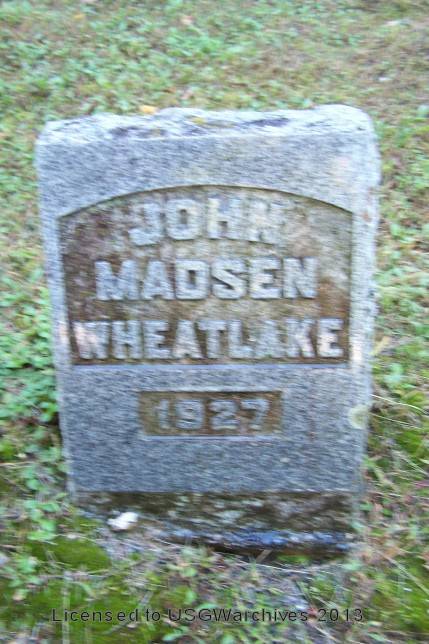 JOHN
MADSEN
WHEATLAKE
1927
Licensed to USGWarchives 2013